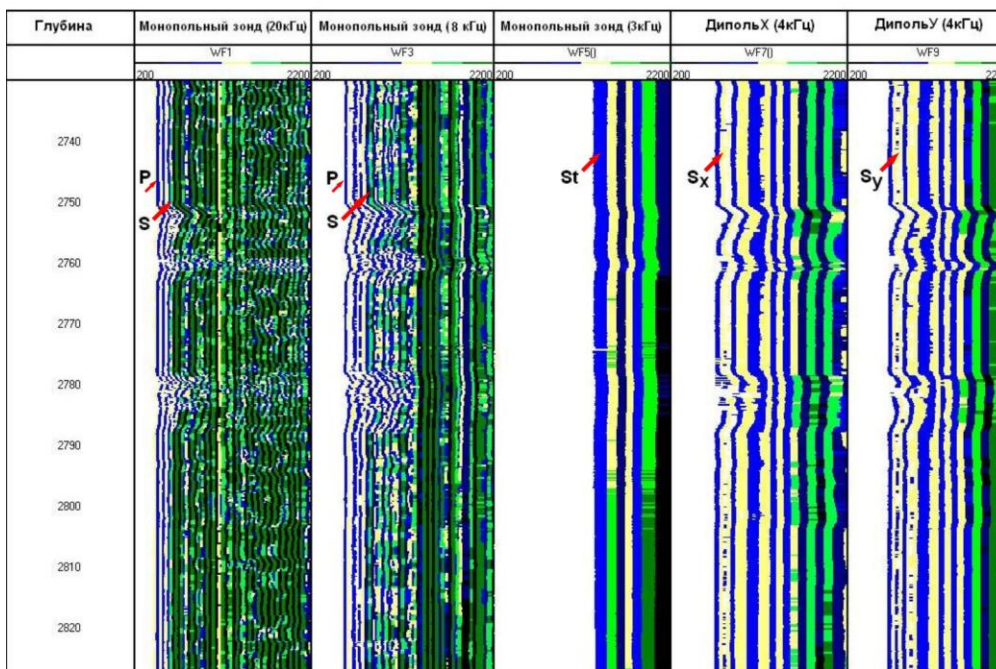 Глубина
Монопольный зонд (20кГц)
Монопольный зонд (8 кГц)
Монопольный зонд (3кГц)
ДипольX (4кГц)
ДипольУ (4кГц)
WF1
WF3
WF5()
WF7()
WF9
200 2200
200 2200
200 2200
200 2200
200
2740
2750
2760
2770
2780
2790
2800
2810
2820
P
S
P
S
St
Sx
Sy